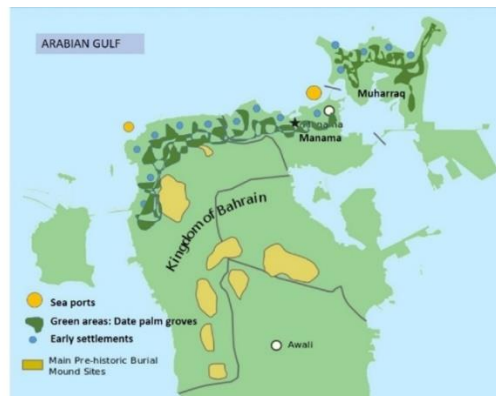 ARABIAN GULF
Muharraq
Manama
Manama
Kingdom of Bahrain
Sea ports
Green areas: Date palm groves
Early settlements
Main Pre-historic Burial
Mound Sites
Awali